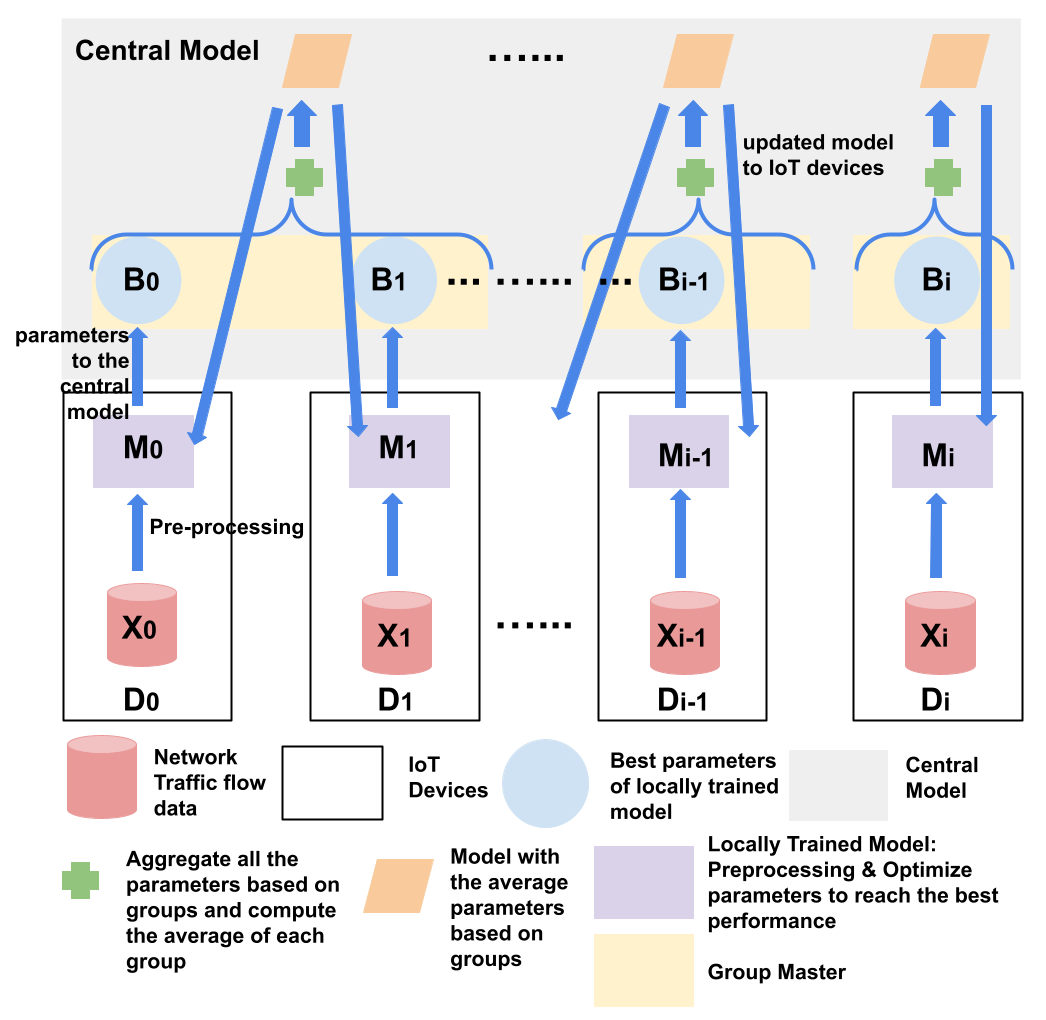 Central Model
…...
updated model
to IoT devices
B0
B1
... …... ...
Bi-1
Bi
parameters
to the
central
model
M0
M1
Mi-1
Mi
Pre-processing
X0
X1
…...
Xi-1
Xi
D0
D1
Di-1
Di
Network
Traffic flow
data
IoT
Devices
Best parameters
of locally trained
model
Central
Model
Aggregate all the
parameters based on
groups and compute
the average of each
group
Model with
the average
parameters
based on
groups
Locally Trained Model:
Preprocessing & Optimize
parameters to reach the best
performance
Group Master